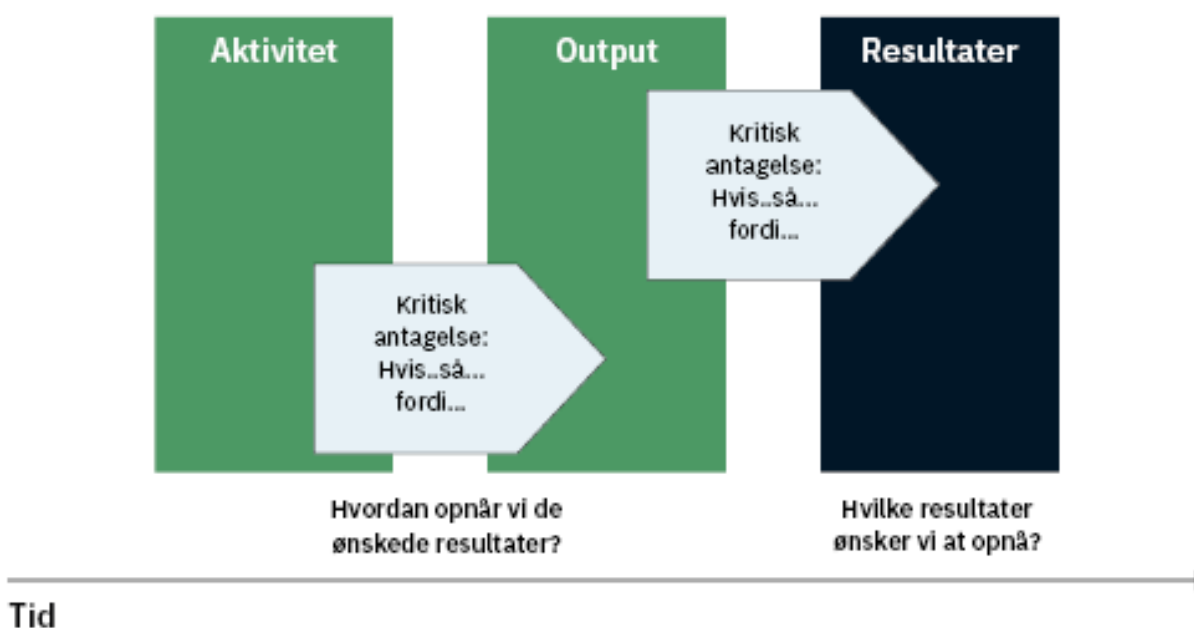 Aktivitet
Output
Resultater
Kritisk
antagelse:
Hvis..så...
fordi...
Kritisk
antagelse:
Hvis..så...
fordi...
Hvordan opnår vi de
ønskede resultater?
Hvilke resultater
ønsker vi at opnå?
Tid